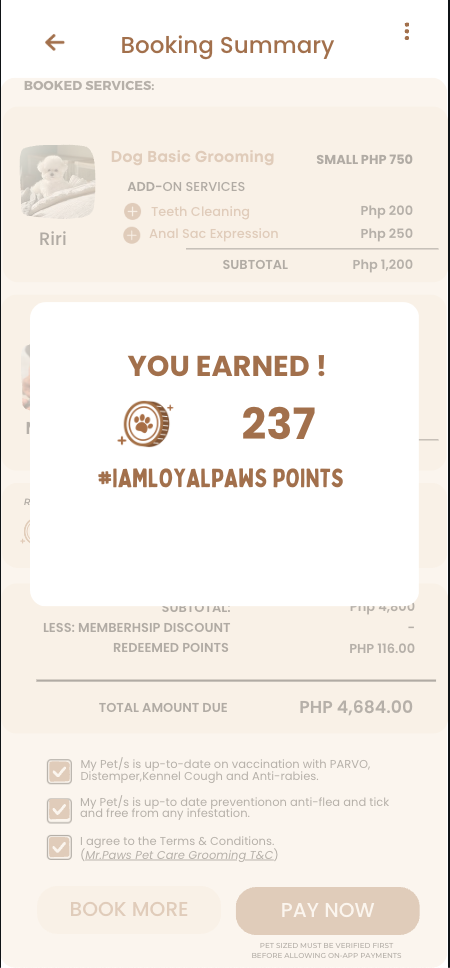 Booking Summary
BOOKED SERVICES:
Dog Basic Grooming
SMALL PHP 750
ADD-ON SERVICES
Teeth Cleaning Php 200
Anal Sac Expression Php 250
Riri
SUBTOTAL Php 1,200
YOU EARNED !
237
#IAMLOYALPAWS POINTS
SUBTOTAL: Php 4,800
LESS: MEMBERHSIP DISCOUNT -
REDEEMED POINTS PHP 116.00
TOTAL AMOUNT DUE PHP 4,684.00
My Pet/s is up-to-date on vaccination with PARVO,
Distemper,Kennel Cough and Anti-rabies.
My Pet/s is up-to date preventionon anti-flea and tick
and free from any infestation.
I agree to the Terms & Conditions.
(Mr.Paws Pet Care Grooming T&C)
BOOK MORE
PAY NOW
PET SIZED MUST BE VERIFIED FIRST
BEFORE ALLOWING ON-APP PAYMENTS